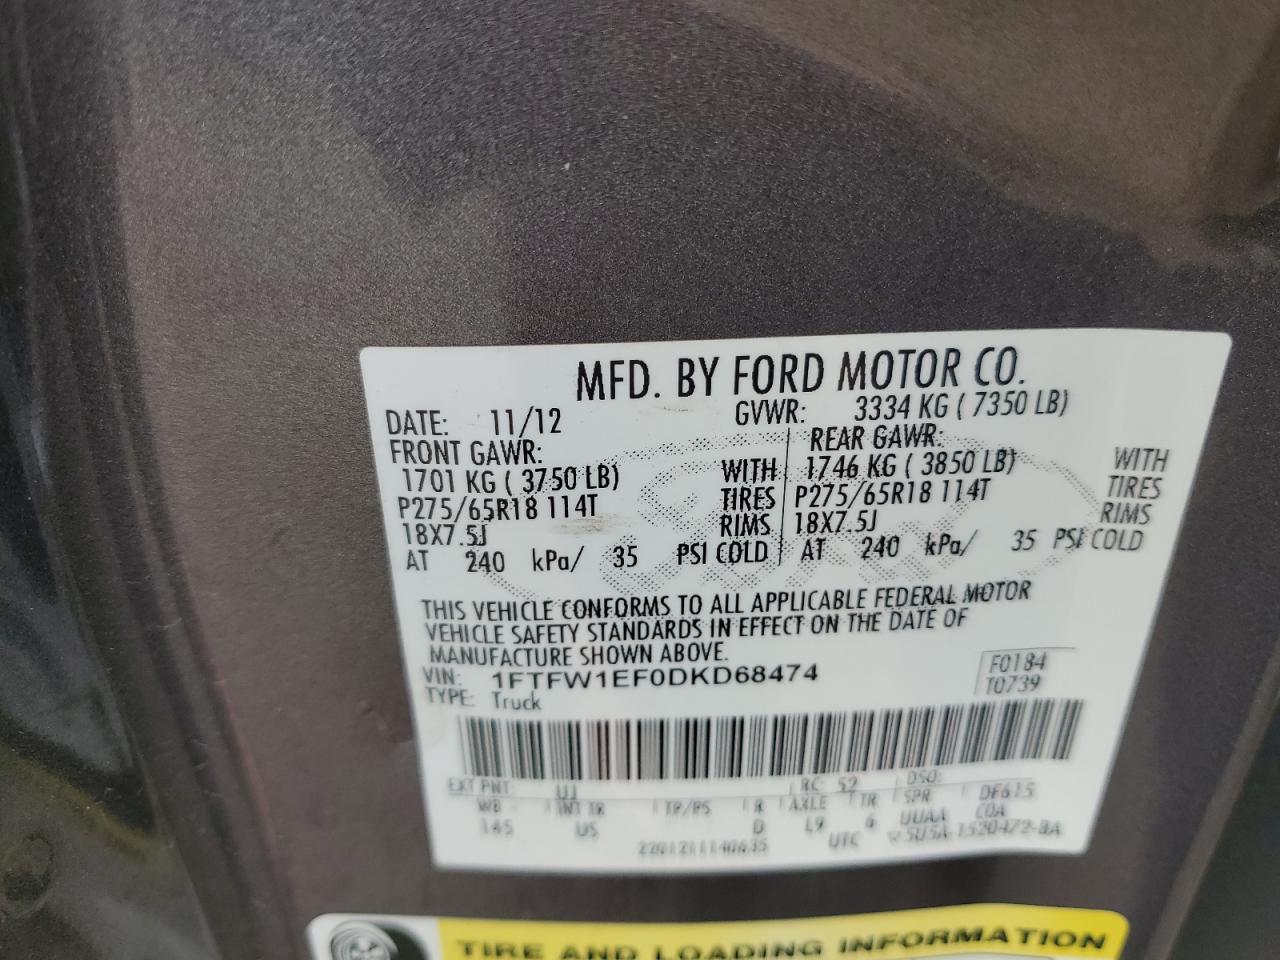 MFD. BY FORD MOTOR CO.
DATE: 11/12 GVWR: 3334 KG ( 7350 LB)
FRONT GAWR: REAR GAWR:
1701 KG ( 3750 LB) WITH 1746 KG ( 3850 LB) WITH
P275/65R18 114T TIRES P275/65R18 114T TIRES
18X7.5J RIMS 18X7.5J RIMS
AT 240 kPa/ 35 PSI COLD AT 240 kPa/ 35 PSI COLD
THIS VEHICLE CONFORMS TO ALL APPLICABLE FEDERAL MOTOR
VEHICLE SAFETY STANDARDS IN EFFECT ON THE DATE OF
MANUFACTURE SHOWN ABOVE.
VIN: 1FTFW1EF0DKD68474 F0184
TYPE: Truck T0739
EXT PNT: UJ RC: 52 DSO:
WB INT TR TP/PS R AXLE TR SPR DF615
145 US D L9 6 UUAA COA
2201211140635 UTC
TIRE AND LOADING INFORMATION